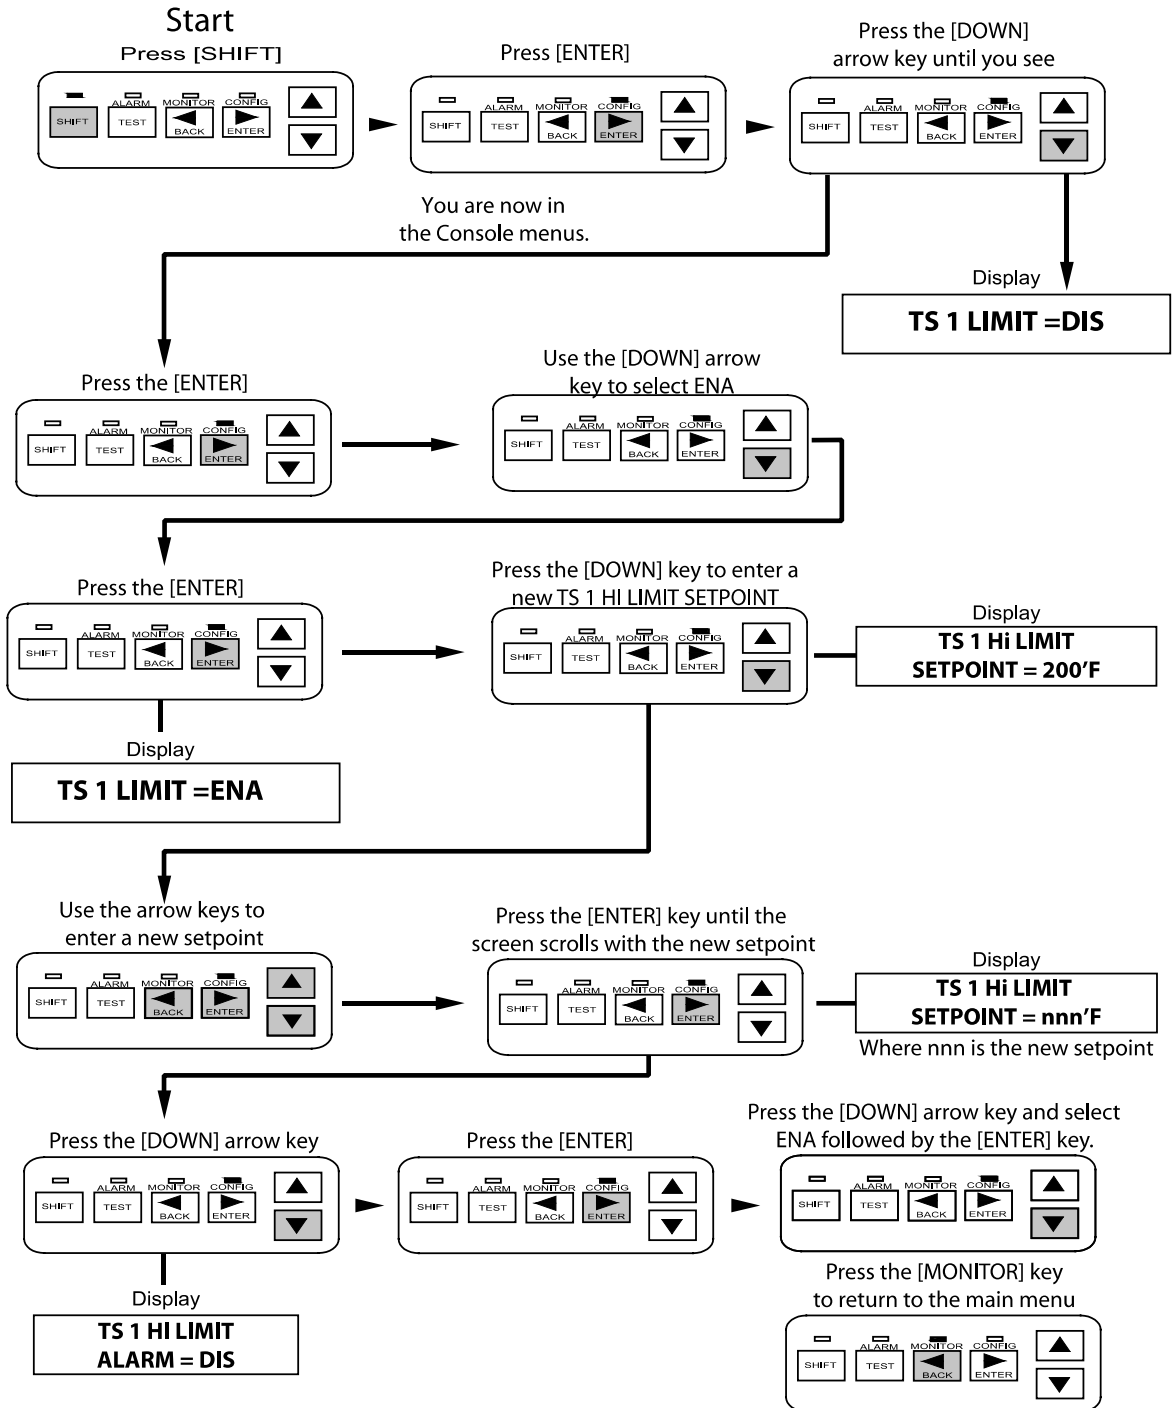 Start
Press [SHIFT]
SHIFT
ALARM
TEST
MONITOR
BACK
CONFIG
ENTER
Press [ENTER]
SHIFT
ALARM
TEST
MONITOR
BACK
CONFIG
ENTER
Press the [DOWN]
arrow key until you see
SHIFT
ALARM
TEST
MONITOR
BACK
CONFIG
ENTER
You are now in
the Console menus.
Display
TS 1 LIMIT =DIS
Press the [ENTER]
SHIFT
ALARM
TEST
MONITOR
BACK
CONFIG
ENTER
Use the [DOWN] arrow
key to select ENA
SHIFT
ALARM
TEST
MONITOR
BACK
CONFIG
ENTER
Press the [ENTER]
SHIFT
ALARM
TEST
MONITOR
BACK
CONFIG
ENTER
Display
TS 1 LIMIT =ENA
Press the [DOWN] key to enter a
new TS 1 HI LIMIT SETPOINT
SHIFT
ALARM
TEST
MONITOR
BACK
CONFIG
ENTER
Display
TS 1 Hi LIMIT
SETPOINT = 200'F
Use the arrow keys to
enter a new setpoint
SHIFT
ALARM
TEST
MONITOR
BACK
CONFIG
ENTER
Press the [ENTER] key until the
screen scrolls with the new setpoint
SHIFT
ALARM
TEST
MONITOR
BACK
CONFIG
ENTER
Display
TS 1 Hi LIMIT
SETPOINT = nnn'F
Where nnn is the new setpoint
Press the [DOWN] arrow key
SHIFT
ALARM
TEST
MONITOR
BACK
CONFIG
ENTER
Display
TS 1 HI LIMIT
ALARM = DIS
Press the [ENTER]
SHIFT
ALARM
TEST
MONITOR
BACK
CONFIG
ENTER
Press the [DOWN] arrow key and select
ENA followed by the [ENTER] key.
SHIFT
ALARM
TEST
MONITOR
BACK
CONFIG
ENTER
Press the [MONITOR] key
to return to the main menu
SHIFT
ALARM
TEST
MONITOR
BACK
CONFIG
ENTER